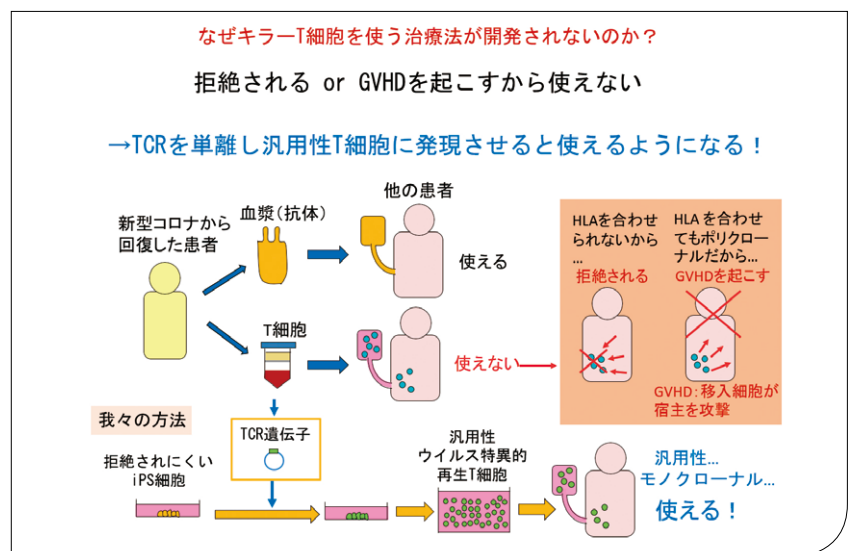 なぜキラーT細胞を使う治療法が開発されないのか？
拒絶される or GVHDを起こすから使えない
→TCRを単離し汎用性T細胞に発現させると使えるようになる！
新型コロナから
回復した患者
血漿(抗体)
他の患者
使える
T細胞
使えない
HLAを合わせ
られないから
…
拒絶される
HLA を合わせ
てもポリクロー
ナルだから…
GVHDを起こす
GVHD：移入細胞が
宿主を攻撃
我々の方法
拒絶されにくい
iPS細胞
TCR遺伝子
汎用性
ウイルス特異的
再生T細胞
汎用性…
モノクローナル…
使える！